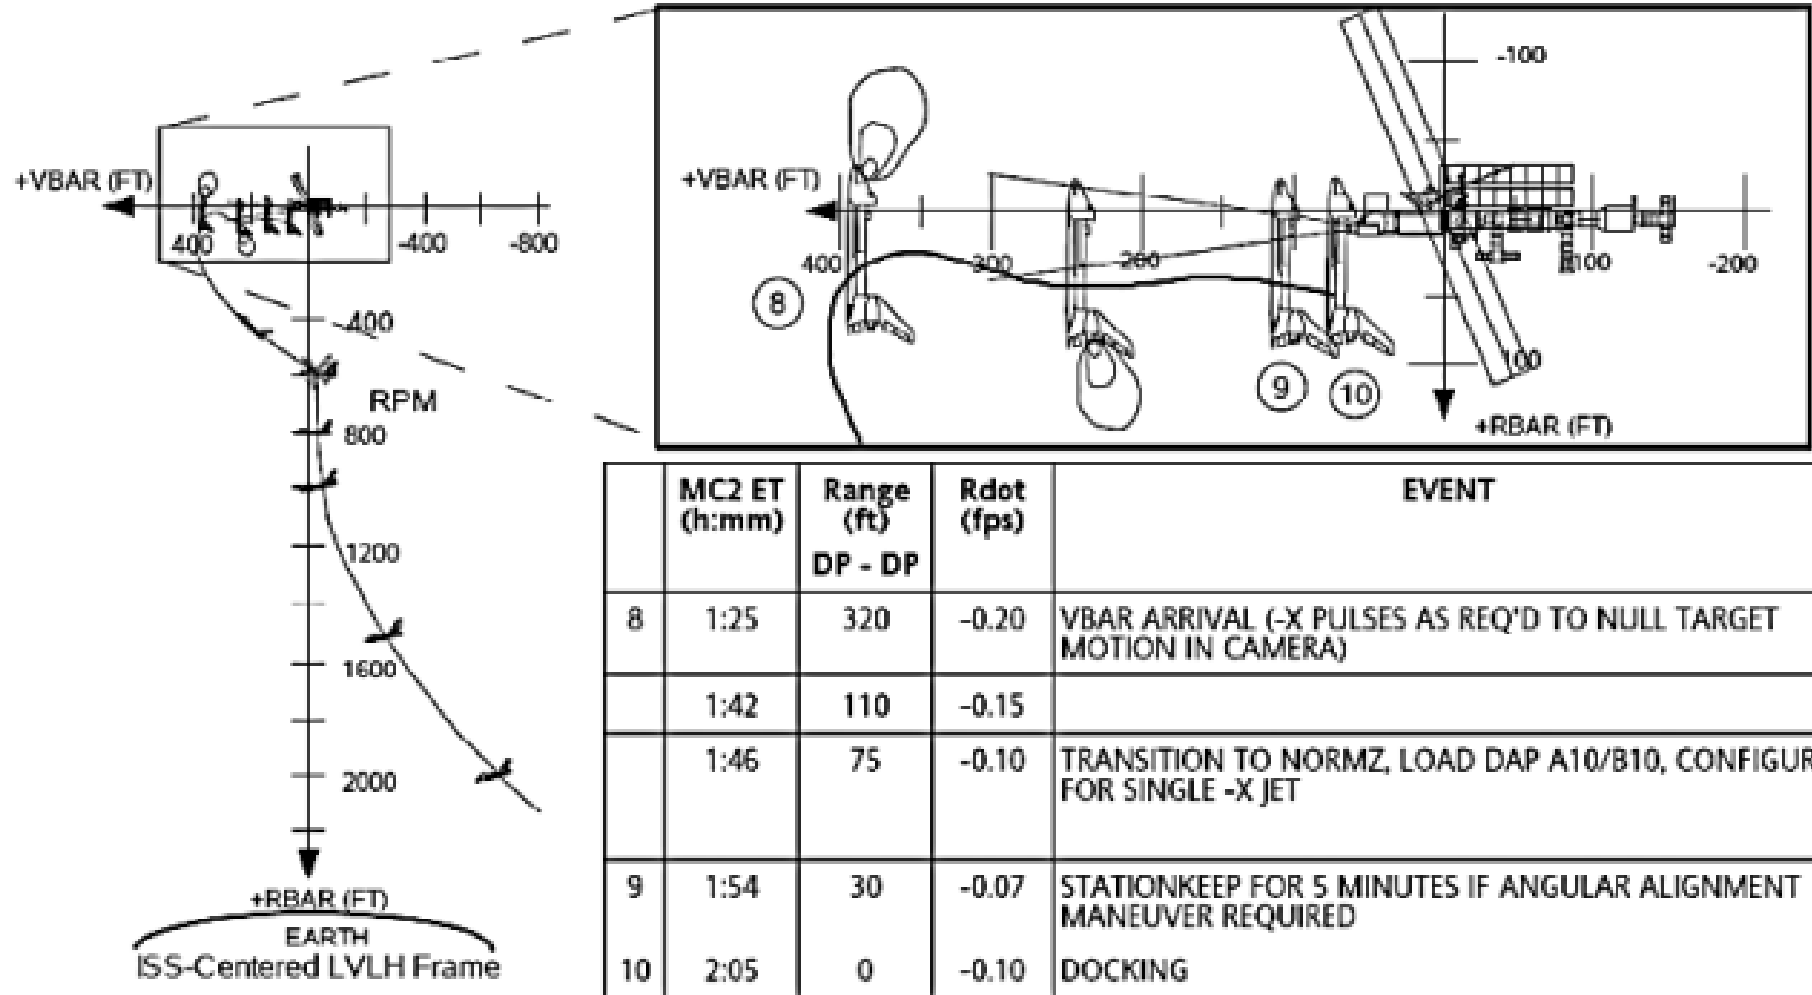 +VBAR (FT)
400
-400
-800
400
RPM
800
1200
1600
2000
+RBAR (FT)
EARTH
ISS-Centered LVLH Frame
-100
+VBAR (FT)
400
300
200
100
-200
8
9
10
100
+RBAR (FT)
MC2 ET
(h:mm)
Range
(ft)
DP - DP
Rdot
(fps)
EVENT
8 1:25 320 -0.20 VBAR ARRIVAL (-X PULSES AS REQ'D TO NULL TARGET
MOTION IN CAMERA)
1:42 110 -0.15
1:46 75 -0.10 TRANSITION TO NORMZ, LOAD DAP A10/B10, CONFIGUR
FOR SINGLE -X JET
9 1:54 30 -0.07 STATIONKEEP FOR 5 MINUTES IF ANGULAR ALIGNMENT
MANEUVER REQUIRED
10 2:05 0 -0.10 DOCKING